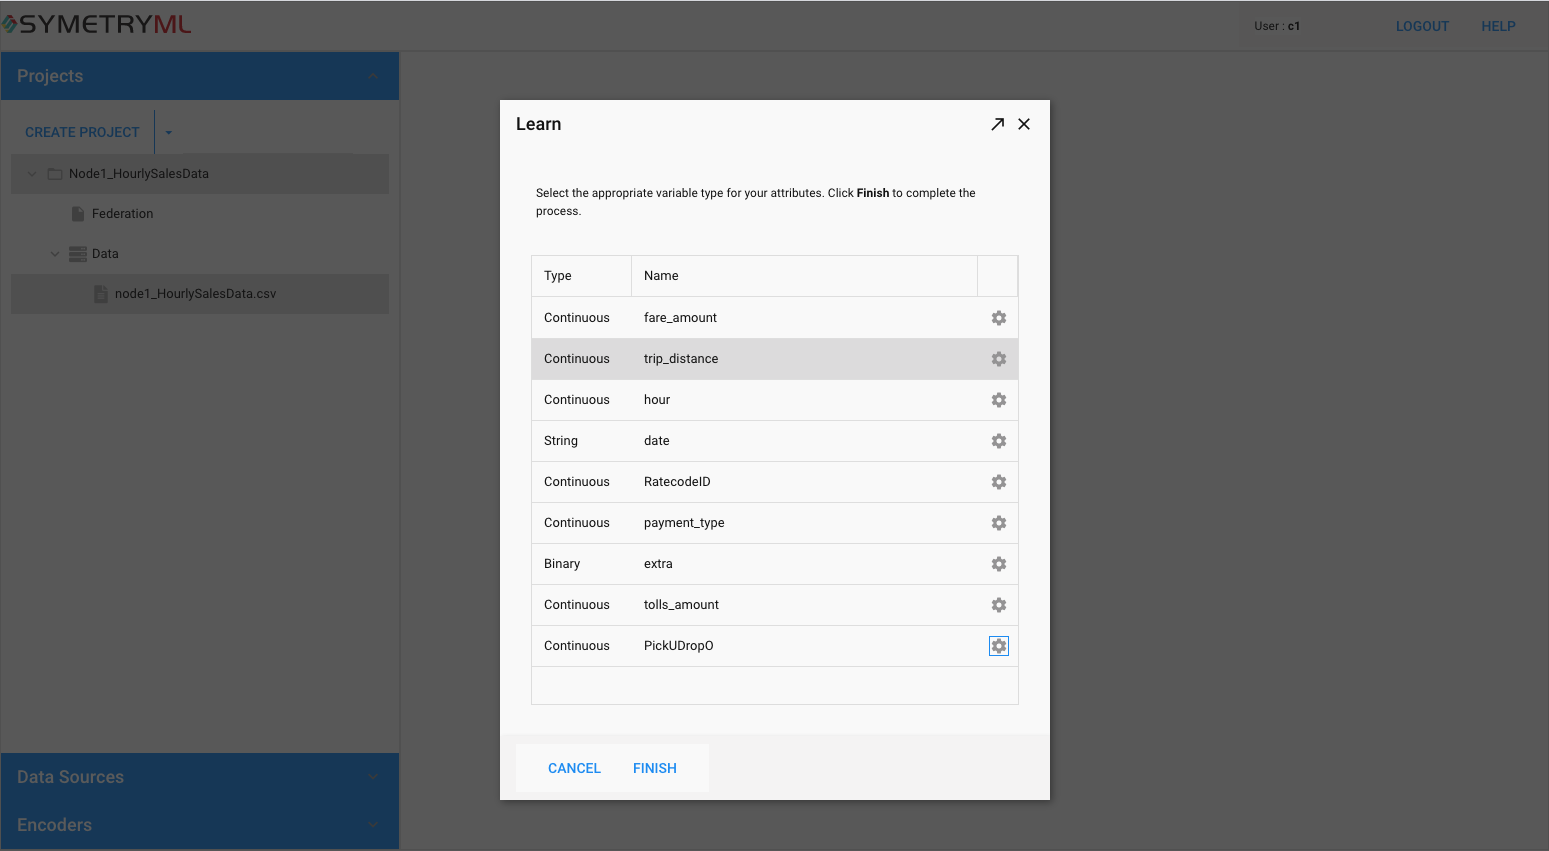 SYMETRYML
User : c1
LOGOUT
HELP
Projects
CREATE PROJECT
Node1_HourlySalesData
Federation
Data
node1_HourlySalesData.csv
Data Sources
Encoders
Learn
Select the appropriate variable type for your attributes. Click Finish to complete the
process.
Type Name
Continuous fare_amount
Continuous trip_distance
Continuous hour
String date
Continuous RatecodeID
Continuous payment_type
Binary extra
Continuous tolls_amount
Continuous PickUDropO
CANCEL FINISH